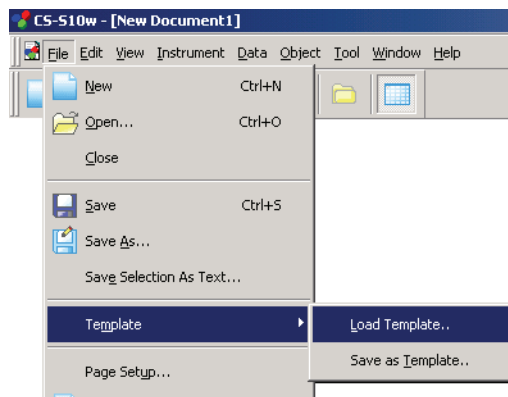 CS-S10w - [New Document1]
File Edit View Instrument Data Object Tool Window Help
New Ctrl+N
Open... Ctrl+O
Close
Save Ctrl+S
Save As...
Save Selection As Text...
Template
Load Template..
Save as Template..
Page Setup...